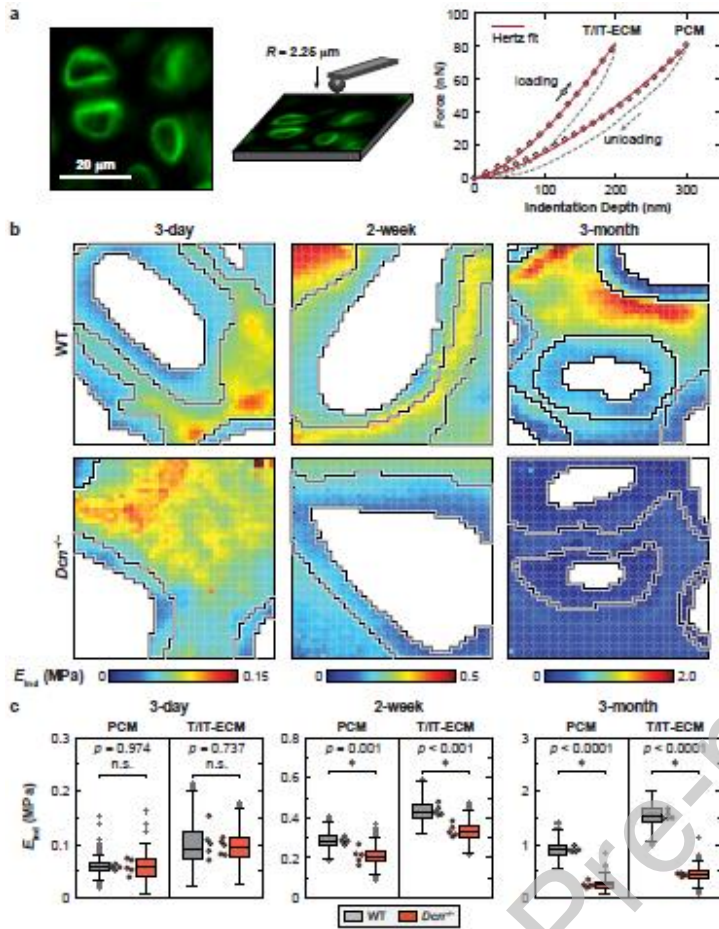 a
R = 2.25 μm
20 μm
Force (nN)
100
80
60
40
20
0
0
100
200
300
Indentation Depth (nm)
Hertz fit
T/IT-ECM
PCM
loading
unloading
b
3-day
2-week
3-month
WT
Dcn⁻/⁻
E_ind (MPa)
0
0.15
0
0.5
0
2.0
c
3-day
2-week
3-month
PCM
T/IT-ECM
PCM
T/IT-ECM
PCM
T/IT-ECM
p = 0.974
n.s.
p = 0.737
n.s.
p = 0.001
*
p < 0.001
*
p < 0.0001
*
p < 0.0001
*
E_ind (MPa)
0.3
0.2
0.1
0
0.8
0.6
0.4
0.2
0
3
2
1
0
WT
Dcn⁻/⁻
Pre-p